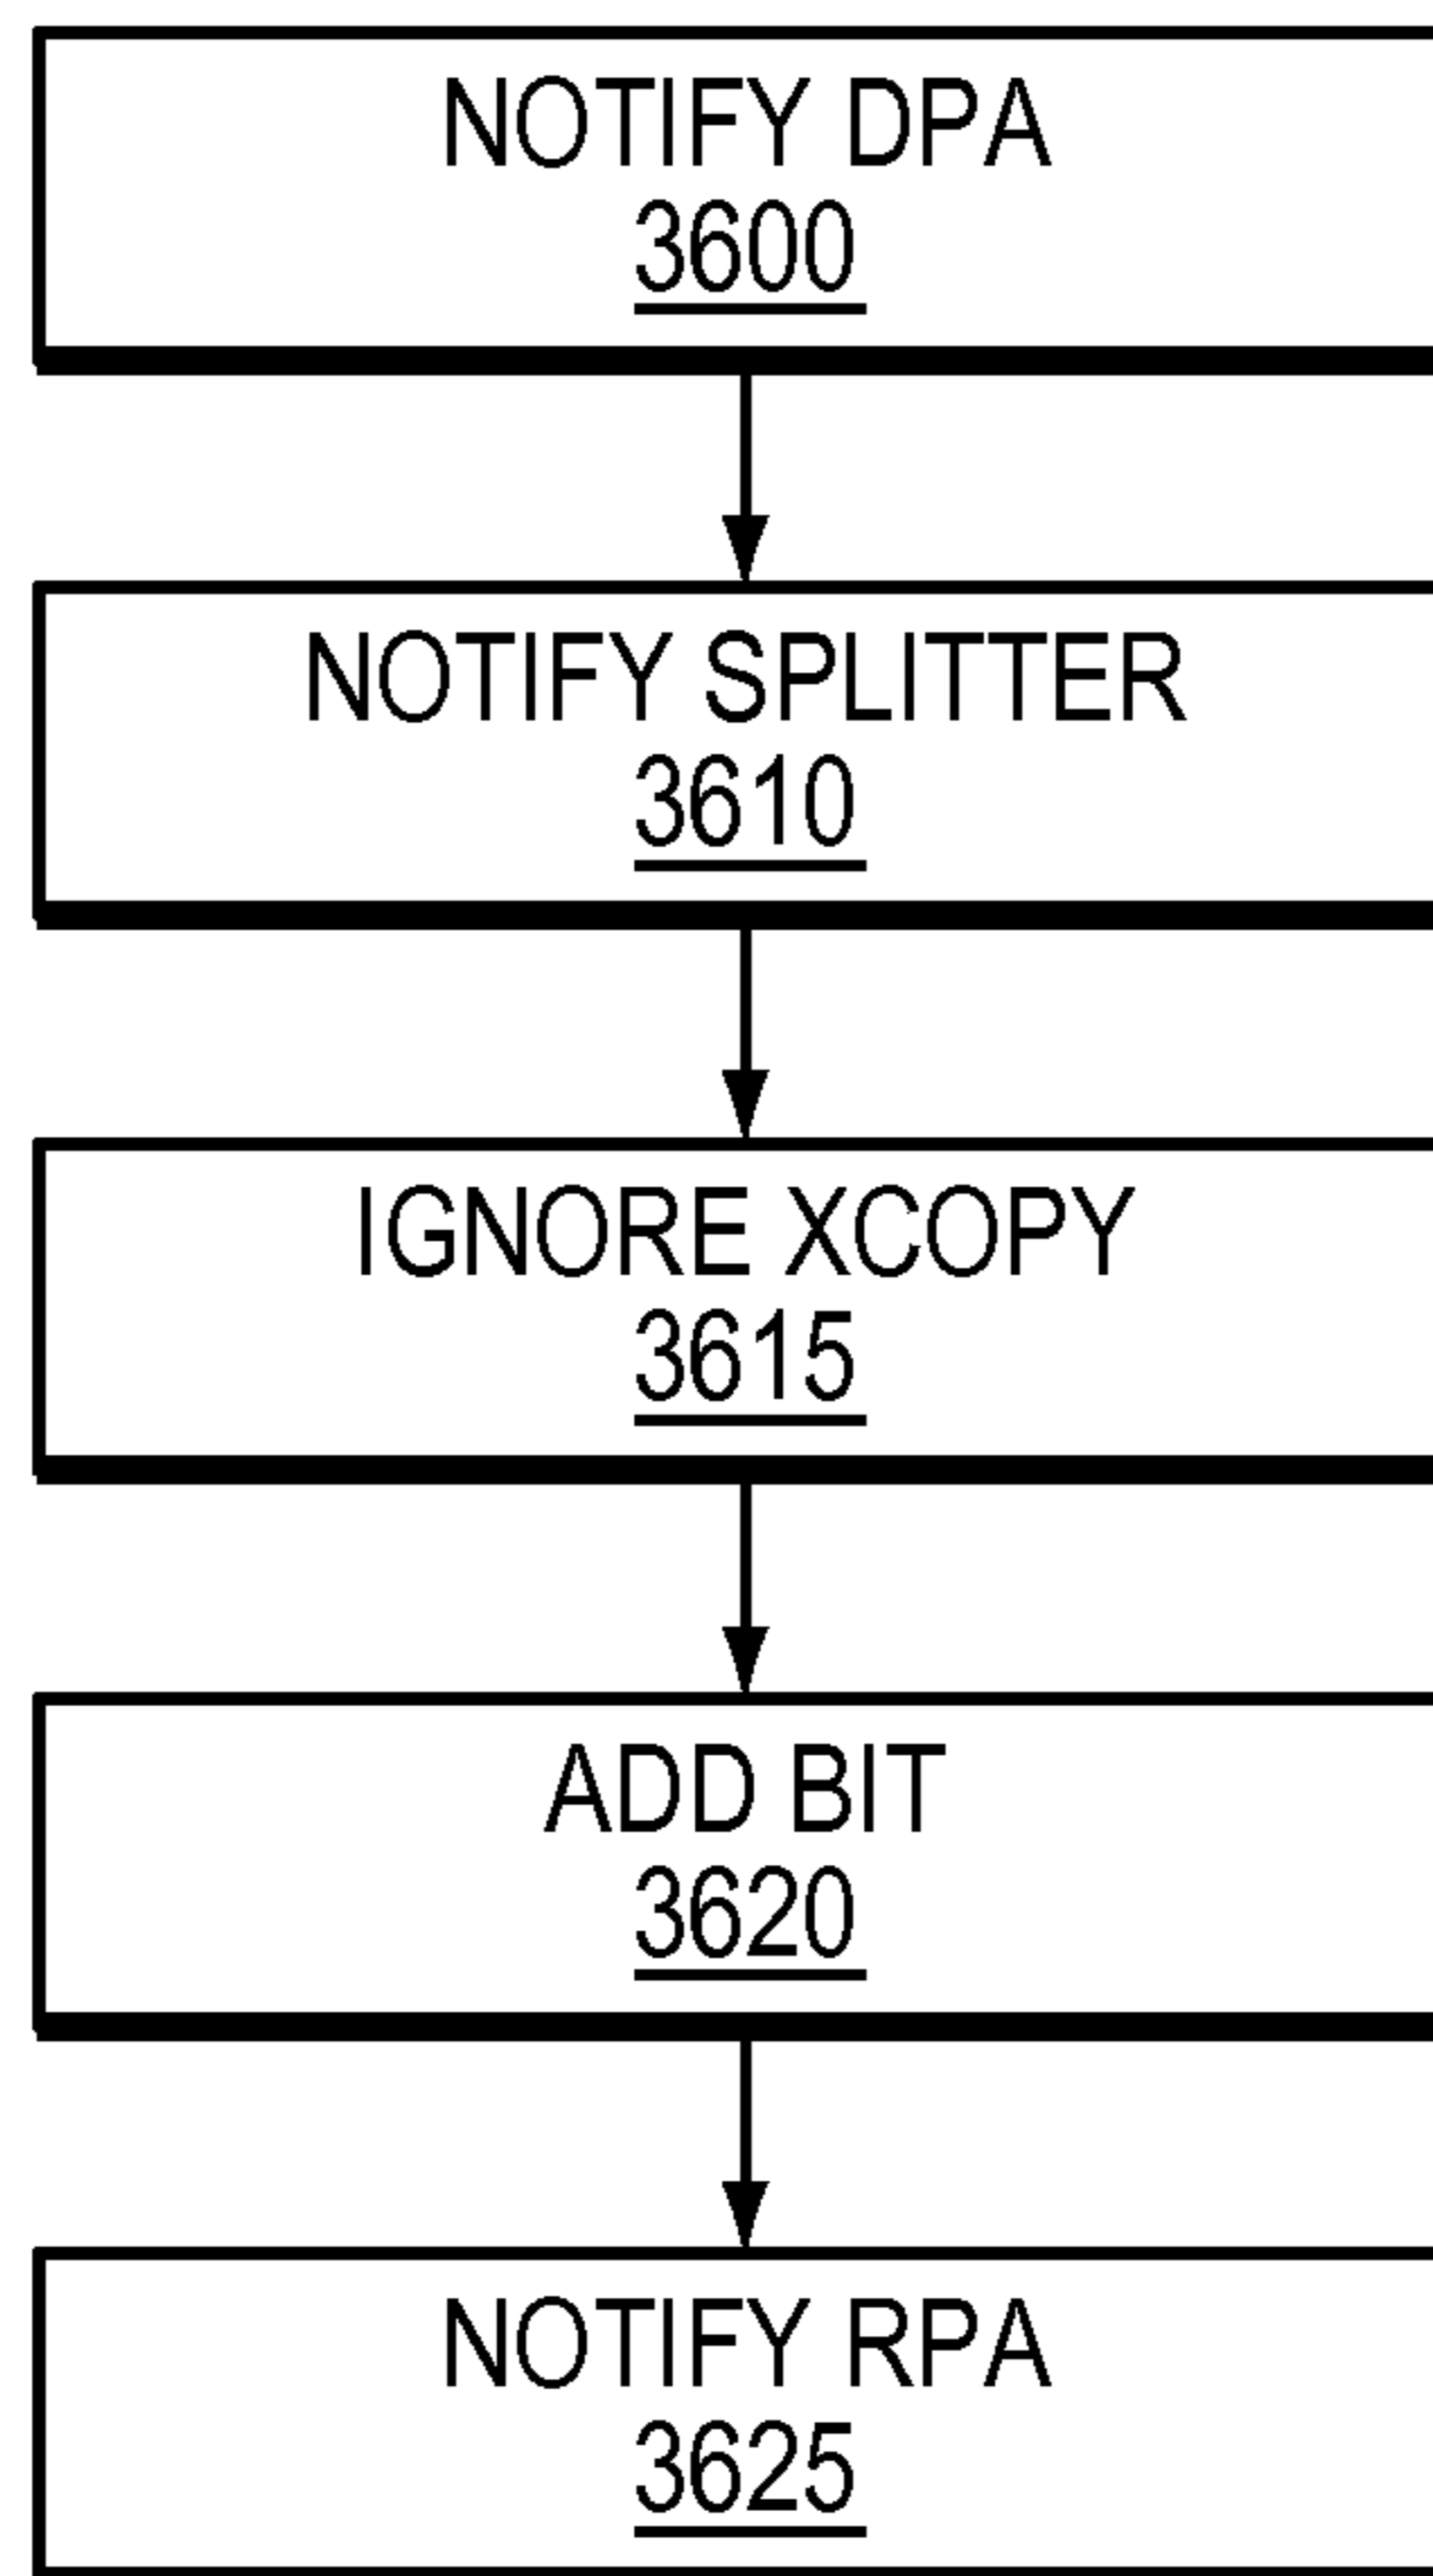 NOTIFY DPA
3600
NOTIFY SPLITTER
3610
IGNORE XCOPY
3615
ADD BIT
3620
NOTIFY RPA
3625